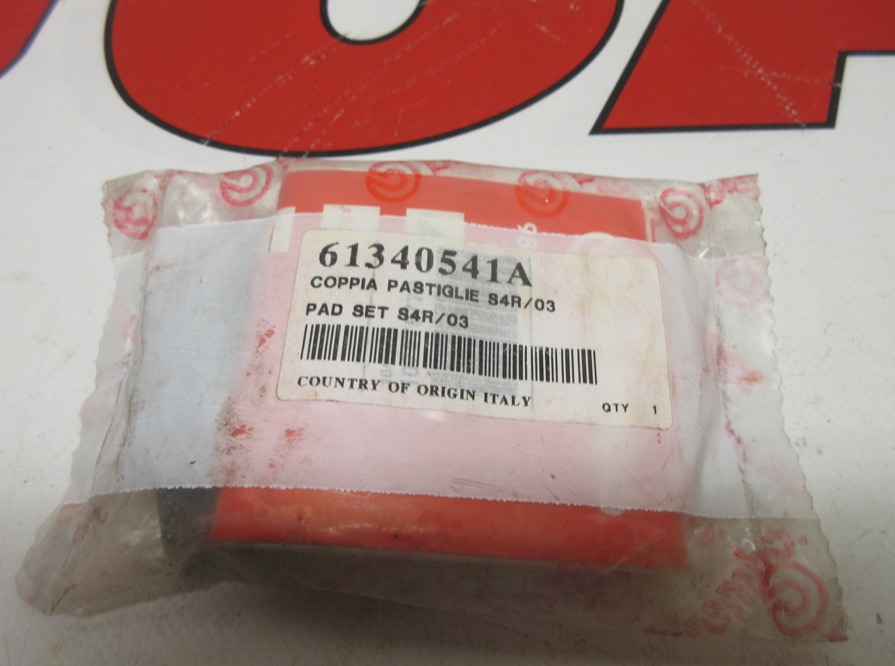 61340541A
COPPIA PASTIGLIE S4R/03
PAD SET S4R/03
COUNTRY OF ORIGIN ITALY
QTY 1